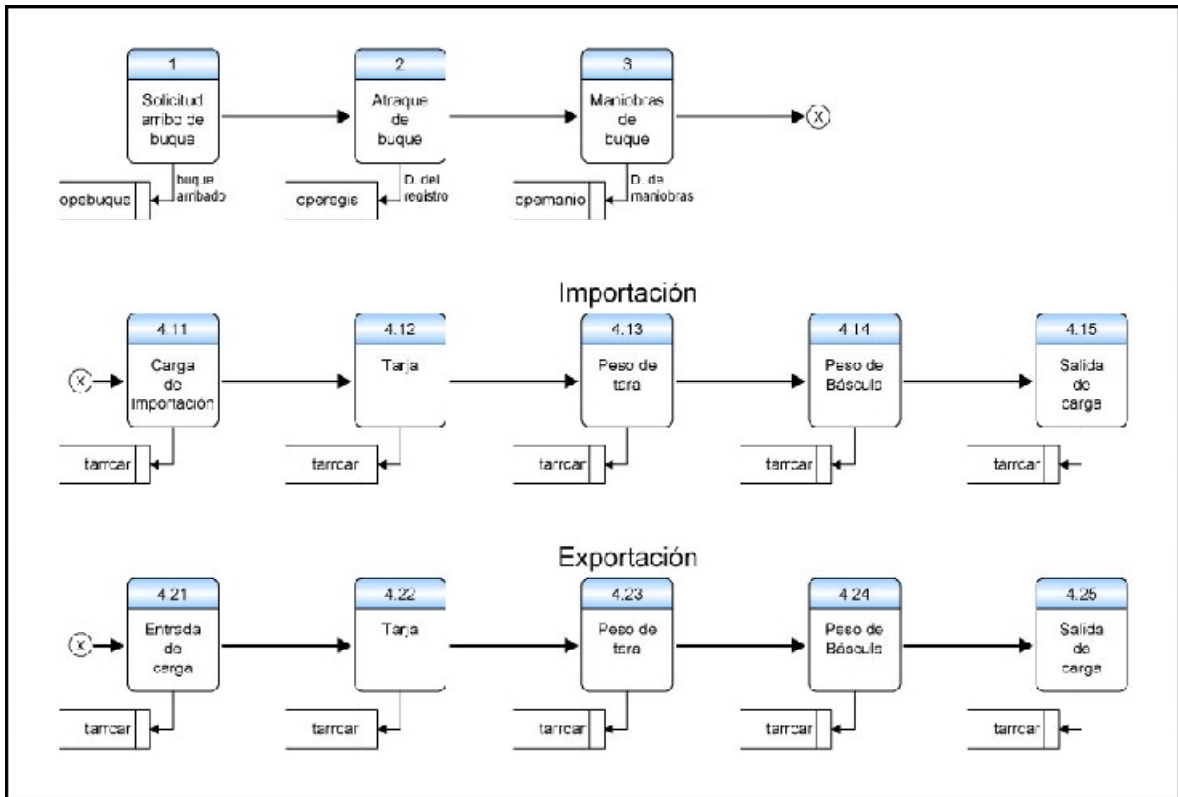 1
2
3
Solicitud
arribo de
buque
Atraque
de
buque
Maniobras
de
buque
X
buque
arribado
D. del
registro
D. de
maniobras
opebuque
operegis
opemanio
Importación
4.11
4.12
4.13
4.14
4.15
X
Carga
de
importación
Tarja
Peso de
tara
Peso de
Báscula
Salida
de
carga
tarrcar
tarrcar
tarrcar
tarrcar
tarrcar
Exportación
4.21
4.22
4.23
4.24
4.25
X
Entrada
de
carga
Tarja
Peso de
tara
Peso de
Báscula
Salida
de
carga
tarrcar
tarrcar
tarrcar
tarrcar
tarrcar